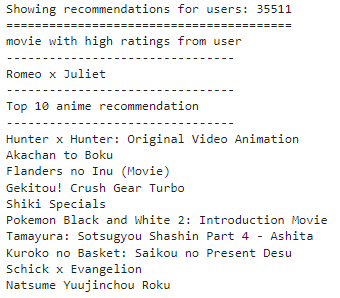 Showing recommendations for users: 35511
========================================
movie with high ratings from user
--------------------------------
Romeo x Juliet
--------------------------------
Top 10 anime recommendation
--------------------------------
Hunter x Hunter: Original Video Animation
Akachan to Boku
Flanders no Inu (Movie)
Gekitou! Crush Gear Turbo
Shiki Specials
Pokemon Black and White 2: Introduction Movie
Tamayura: Sotsugyou Shashin Part 4 - Ashita
Kuroko no Basket: Saikou no Present Desu
Schick x Evangelion
Natsume Yuujinchou Roku